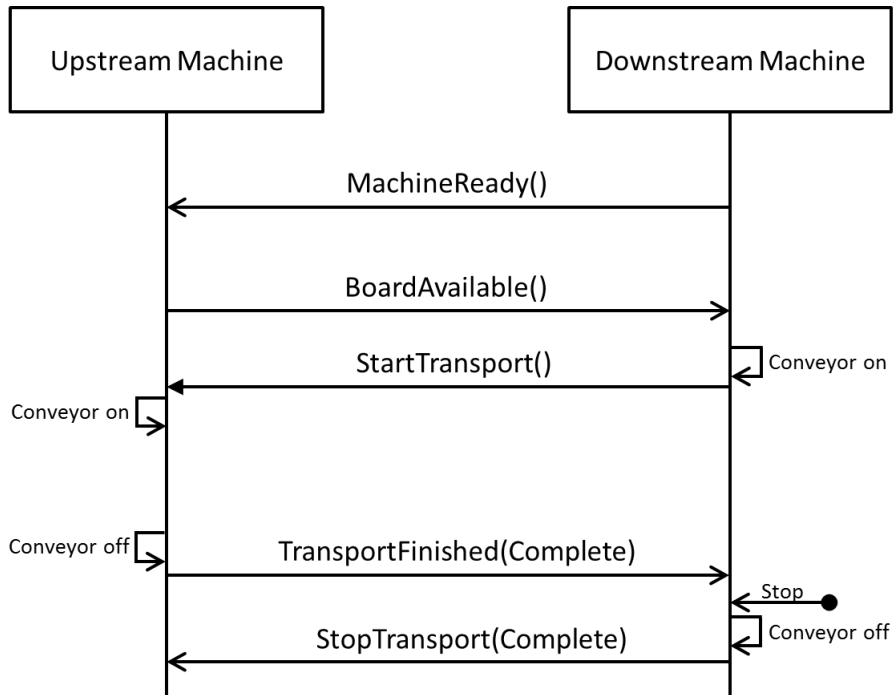 Upstream Machine
Downstream Machine
MachineReady()
BoardAvailable()
StartTransport()
Conveyor on
Conveyor on
Conveyor off
TransportFinished(Complete)
Stop
StopTransport(Complete)
Conveyor off